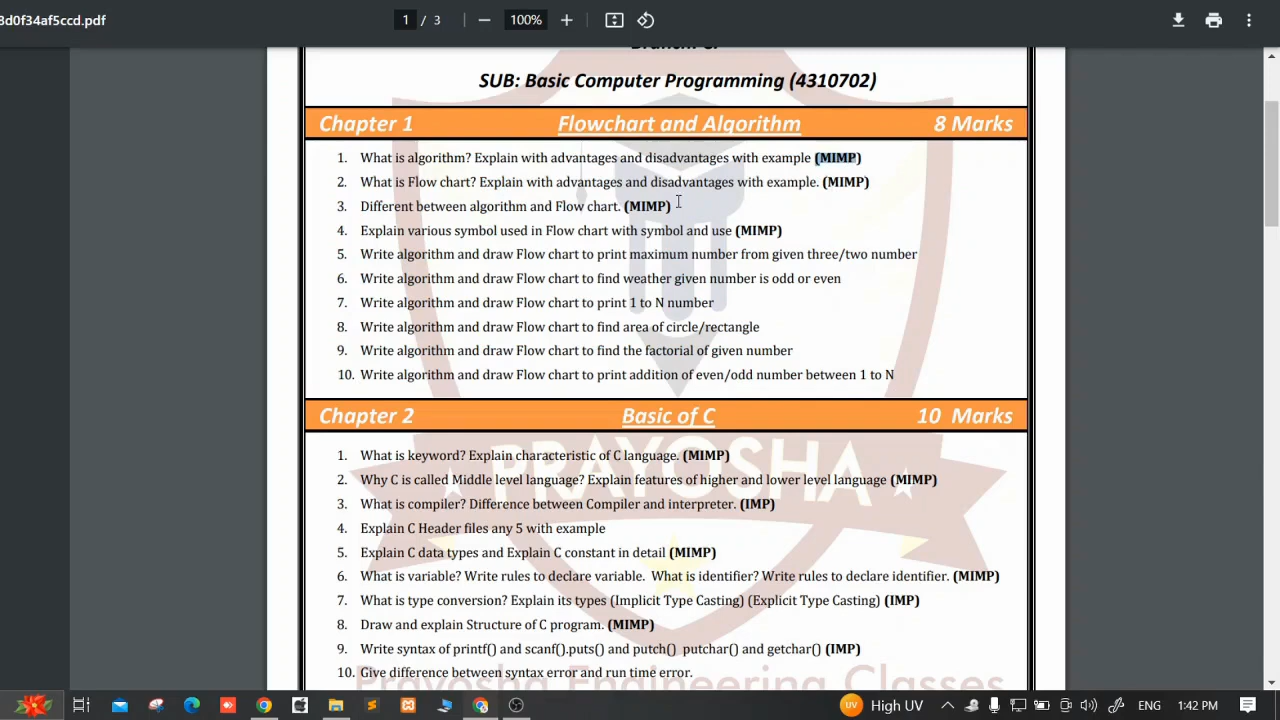 3d0f34af5ccd.pdf
1 / 3
100%
SUB: Basic Computer Programming (4310702)
Chapter 1 Flowchart and Algorithm 8 Marks
1. What is algorithm? Explain with advantages and disadvantages with example (MIMP)
2. What is Flow chart? Explain with advantages and disadvantages with example. (MIMP)
3. Different between algorithm and Flow chart. (MIMP)
4. Explain various symbol used in Flow chart with symbol and use (MIMP)
5. Write algorithm and draw Flow chart to print maximum number from given three/two number
6. Write algorithm and draw Flow chart to find weather given number is odd or even
7. Write algorithm and draw Flow chart to print 1 to N number
8. Write algorithm and draw Flow chart to find area of circle/rectangle
9. Write algorithm and draw Flow chart to find the factorial of given number
10. Write algorithm and draw Flow chart to print addition of even/odd number between 1 to N
Chapter 2 Basic of C 10 Marks
PRAYOSHA
1. What is keyword? Explain characteristic of C language. (MIMP)
2. Why C is called Middle level language? Explain features of higher and lower level language (MIMP)
3. What is compiler? Difference between Compiler and interpreter. (IMP)
4. Explain C Header files any 5 with example
5. Explain C data types and Explain C constant in detail (MIMP)
6. What is variable? Write rules to declare variable. What is identifier? Write rules to declare identifier. (MIMP)
7. What is type conversion? Explain its types (Implicit Type Casting) (Explicit Type Casting) (IMP)
8. Draw and explain Structure of C program. (MIMP)
9. Write syntax of printf() and scanf().puts() and putch() putchar() and getchar() (IMP)
10. Give difference between syntax error and run time error.
Prayosha Engineering Classes
UV High UV ENG 1:42 PM